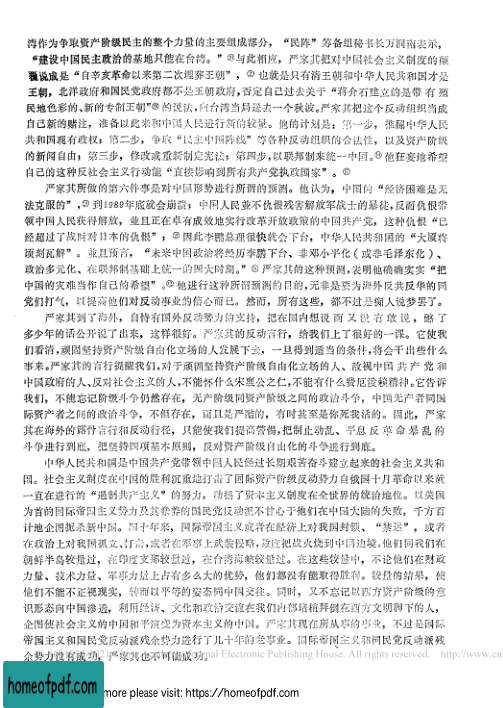 湾作为争取资产阶级民主的整个力量的主要组成部分，“民阵”筹备组秘书长万润南表示，
“建设中国民主政治的基地只能在台湾。”㉛与此相应，严家其把对中国社会主义制度的颠
覆说成是“自辛亥革命以来第二次埋葬王朝”，㉜也就是只有清王朝和中华人民共和国才是
王朝，北洋政府和国民党政府都不是王朝政府，否定自己过去关于“蒋介石建立的是带有殖
民地色彩的、新的专制王朝”的说法，向台湾当局送去一个秋波。严家其把这个反动组织当成
自己新的赌注，准备以此来和中国人民进行新的较量。他的计划是：第一步，推翻中华人民
共和国现有政权；第二步，争取“民主中国阵线”等各种反动组织的合法性，以及资产阶级
的新闻自由；第三步，修改或重新制定宪法；第四步，以联邦制来统一中国。他狂妄地希望
自己的这种反社会主义行动能“直接影响到所有共产党执政国家”。
严家其所做的第六件事是对中国形势进行所谓的预测。他认为，中国的“经济困难是无
法克服的”，到1989年底就会崩溃；中国人民并不仇恨残害解放军战士的暴徒，反而仇恨带
领中国人民获得解放，并且正在卓有成效地实行改革开放政策的中国共产党，这种仇恨“已
经超过了战时对日本的仇恨”；因此李鹏总理很快就会下台，中华人民共和国的“大厦将
顷刻瓦解”。并且预言，“未来中国政治将经历李鹏下台、非邓小平化（或非毛泽东化）、
政治多元化、在联邦制基础上统一的四大时期。”严家其的这种预测，表明他确确实实“把
中国的灾难当作自己的希望”。他进行这种所谓预测的目的，无非是要为海外反共反华的同
党们打气，以提高他们对反动事业的信心而已。然而，所有这些，都不过是痴人说梦罢了。
严家其到了海外，自恃有国外反动势力的支持，把在国内想说而又没有敢说，憋了
多少年的话公开说了出来，这样很好。严家其的反动言行，给我们上了很好的一课。它使我
们看清，顽固坚持资产阶级自由化立场的人发展下去，一旦得到适当的条件，将会干出些什么
事来。严家其的言行提醒我们，对于顽固坚持资产阶级自由化立场的人、敌视中国共产党和
中国政府的人、反对社会主义的人，不能怀什么宋襄公之仁，不能有什么费厄泼赖精神。它告诉
我们，不能忘记阶级斗争仍然存在，无产阶级同资产阶级之间的政治斗争，中国无产者同国
际资产者之间的政治斗争，不但存在，而且是严酷的，有时甚至是你死我活的。因此，严家
其在海外的露骨言行和反动行径，只能使我们提高警惕，把制止动乱、平息反革命暴乱的
斗争进行到底，把坚持四项基本原则，反对资产阶级自由化的斗争进行到底。
中华人民共和国是中国共产党带领中国人民经过长期艰苦奋斗建立起来的社会主义共和
国。社会主义制度在中国的胜利沉重地打击了国际资产阶级反动势力自俄国十月革命以来就
一直在进行的“遏制共产主义”的努力，动摇了资本主义制度在全世界的统治地位。以美国
为首的国际帝国主义势力及其豢养的国民党反动派不甘心于他们在中国大陆的失败，千方百
计地企图扼杀新中国。四十年来，国际帝国主义或者在经济上对我国封锁、“禁运”，或者
在政治上对我国孤立、打击，或者在军事上武装侵略，放肆把战火烧到中国边境。他们同我们在
朝鲜半岛较量过，在印度支那较量过，在台湾海峡较量过。在这些较量中，不论他们在财政
力量、技术力量、军事力量上占有多么大的优势，他们都没有能取得胜利。较量的结果，使
他们不能不正视现实，转而以平等的姿态同中国交往。同时，又不忘记以西方资产阶级的意
识形态向中国渗透，利用经济、文化和政治交流在我们内部培植拜倒在西方文明脚下的人，
企图使社会主义的中国和平演变为资本主义的中国。严家其现在所从事的事业，不过是国际
帝国主义和国民党反动派残余势力进行了几十年的老事业。国际帝国主义和国民党反动派残
余势力没有成功，严家其也不可能成功。
Journal Electronic Publishing House. All rights reserved. http://www.cn
homeofpdf.com
more please visit: https://homeofpdf.com